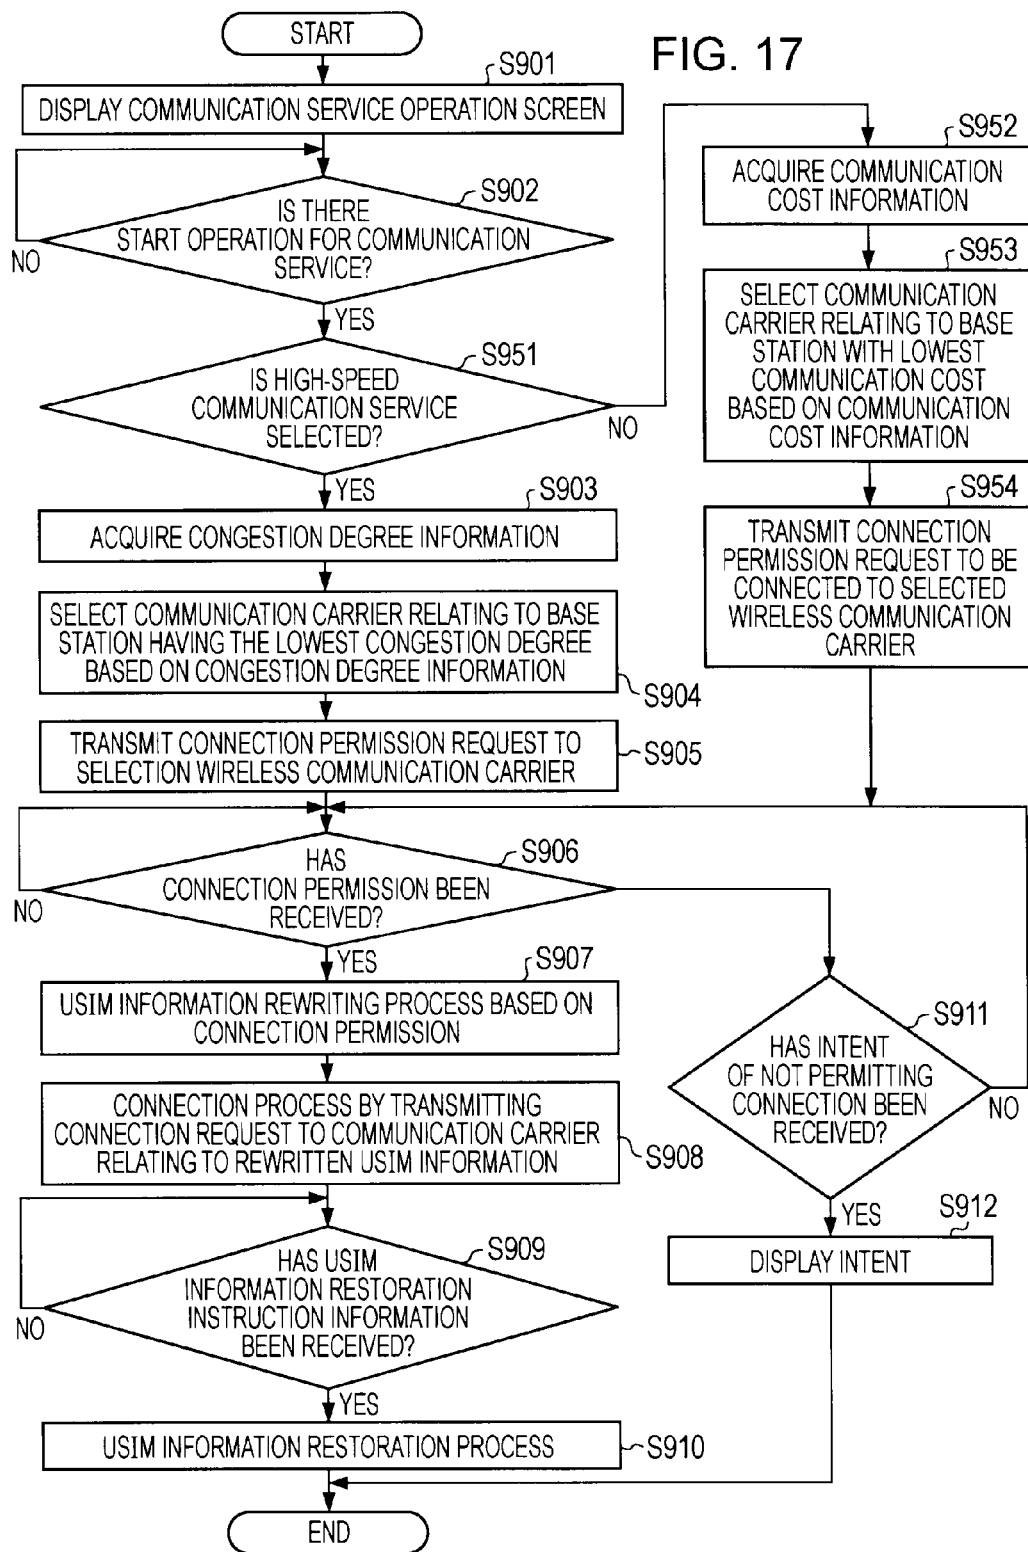 START
FIG. 17
S901
DISPLAY COMMUNICATION SERVICE OPERATION SCREEN
S902
IS THERE
START OPERATION FOR COMMUNICATION
SERVICE?
NO
YES
S951
IS HIGH-SPEED
COMMUNICATION SERVICE
SELECTED?
NO
YES
S952
ACQUIRE COMMUNICATION
COST INFORMATION
S953
SELECT COMMUNICATION
CARRIER RELATING TO BASE
STATION WITH LOWEST
COMMUNICATION COST
BASED ON COMMUNICATION
COST INFORMATION
S954
TRANSMIT CONNECTION
PERMISSION REQUEST TO BE
CONNECTED TO SELECTED
WIRELESS COMMUNICATION
CARRIER
S903
ACQUIRE CONGESTION DEGREE INFORMATION
SELECT COMMUNICATION CARRIER RELATING TO BASE
STATION HAVING THE LOWEST CONGESTION DEGREE
BASED ON CONGESTION DEGREE INFORMATION
S904
TRANSMIT CONNECTION PERMISSION REQUEST TO
SELECTION WIRELESS COMMUNICATION CARRIER
S905
S906
HAS
CONNECTION PERMISSION BEEN
RECEIVED?
NO
YES
S907
USIM INFORMATION REWRITING PROCESS BASED ON
CONNECTION PERMISSION
CONNECTION PROCESS BY TRANSMITTING
CONNECTION REQUEST TO COMMUNICATION CARRIER
RELATING TO REWRITTEN USIM INFORMATION
S908
S909
HAS USIM
INFORMATION RESTORATION
INSTRUCTION INFORMATION
BEEN RECEIVED?
NO
YES
USIM INFORMATION RESTORATION PROCESS
S910
S911
HAS INTENT
OF NOT PERMITTING
CONNECTION BEEN
RECEIVED?
NO
YES
S912
DISPLAY INTENT
END